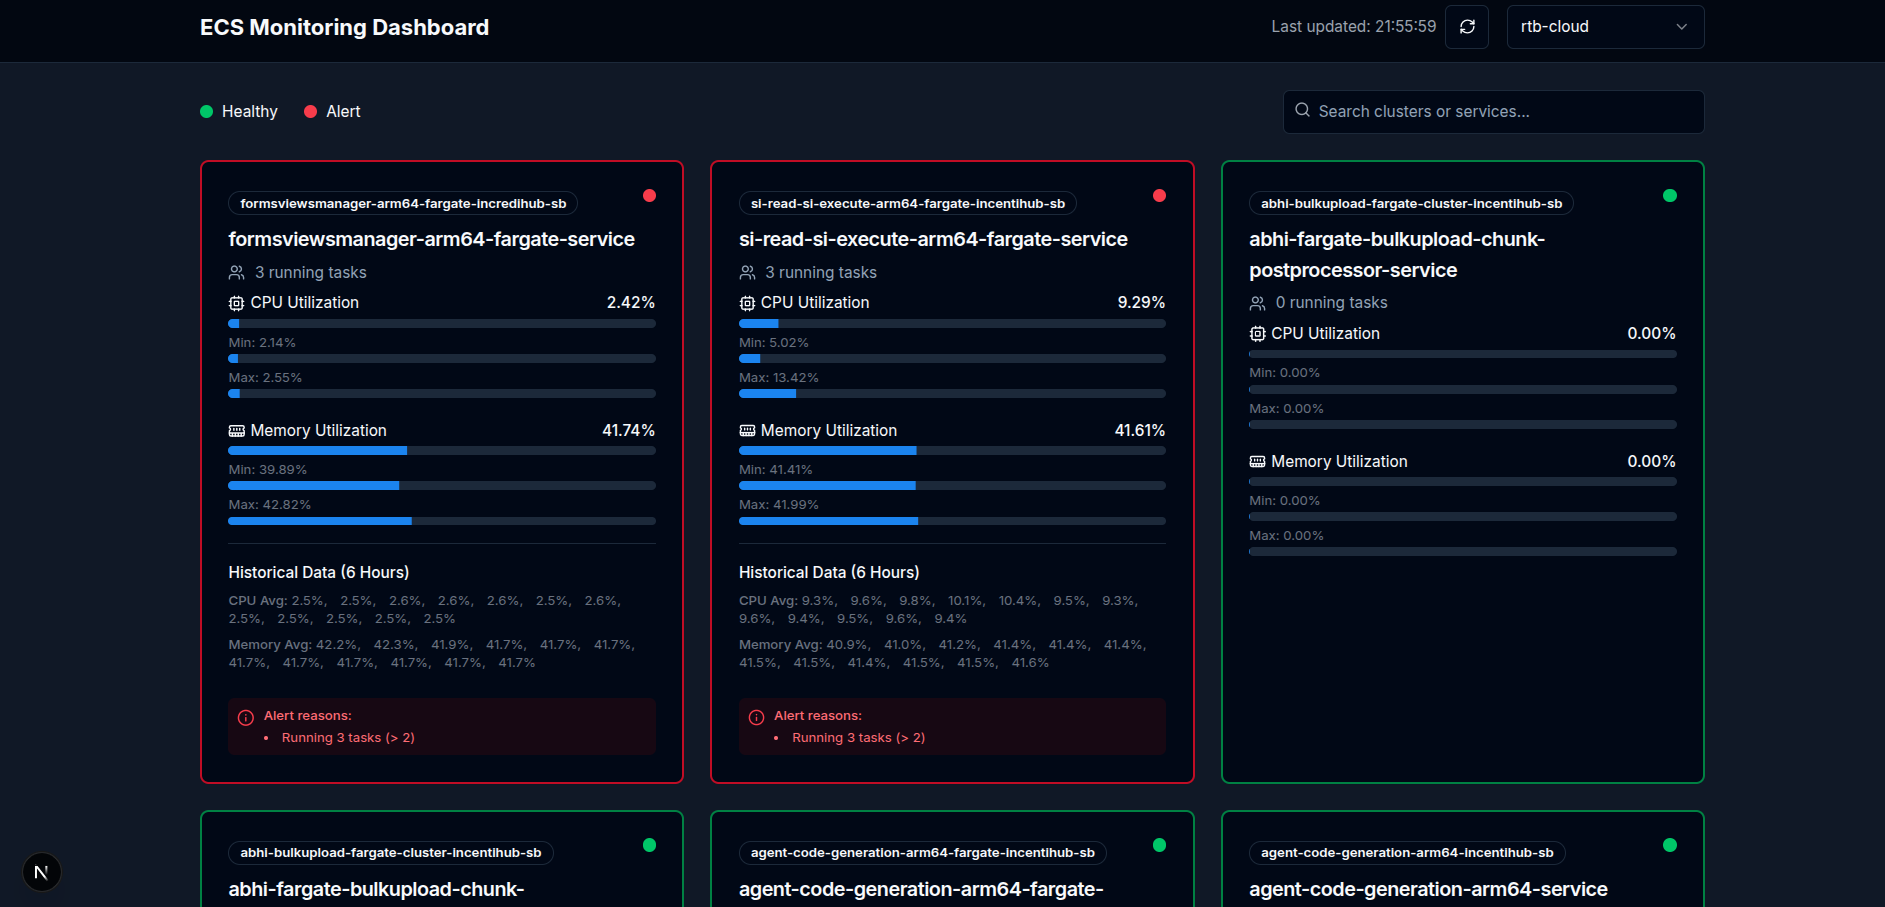 ECS Monitoring Dashboard
Last updated: 21:55:59
rtb-cloud
Healthy
Alert
Search clusters or services...
formsviewsmanager-arm64-fargate-incredihub-sb
formsviewsmanager-arm64-fargate-service
3 running tasks
CPU Utilization 2.42%
Min: 2.14%
Max: 2.55%
Memory Utilization 41.74%
Min: 39.89%
Max: 42.82%
Historical Data (6 Hours)
CPU Avg: 2.5%, 2.5%, 2.6%, 2.6%, 2.6%, 2.5%, 2.6%,
2.5%, 2.5%, 2.5%, 2.5%, 2.5%
Memory Avg: 42.2%, 42.3%, 41.9%, 41.7%, 41.7%, 41.7%,
41.7%, 41.7%, 41.7%, 41.7%, 41.7%, 41.7%
Alert reasons:
• Running 3 tasks (> 2)
si-read-si-execute-arm64-fargate-incentihub-sb
si-read-si-execute-arm64-fargate-service
3 running tasks
CPU Utilization 9.29%
Min: 5.02%
Max: 13.42%
Memory Utilization 41.61%
Min: 41.41%
Max: 41.99%
Historical Data (6 Hours)
CPU Avg: 9.3%, 9.6%, 9.8%, 10.1%, 10.4%, 9.5%, 9.3%,
9.6%, 9.4%, 9.5%, 9.6%, 9.4%
Memory Avg: 40.9%, 41.0%, 41.2%, 41.4%, 41.4%, 41.4%,
41.5%, 41.5%, 41.4%, 41.5%, 41.5%, 41.6%
Alert reasons:
• Running 3 tasks (> 2)
abhi-bulkupload-fargate-cluster-incentihub-sb
abhi-fargate-bulkupload-chunk-
postprocessor-service
0 running tasks
CPU Utilization 0.00%
Min: 0.00%
Max: 0.00%
Memory Utilization 0.00%
Min: 0.00%
Max: 0.00%
abhi-bulkupload-fargate-cluster-incentihub-sb
abhi-fargate-bulkupload-chunk-
agent-code-generation-arm64-fargate-incentihub-sb
agent-code-generation-arm64-fargate-
agent-code-generation-arm64-incentihub-sb
agent-code-generation-arm64-service
N